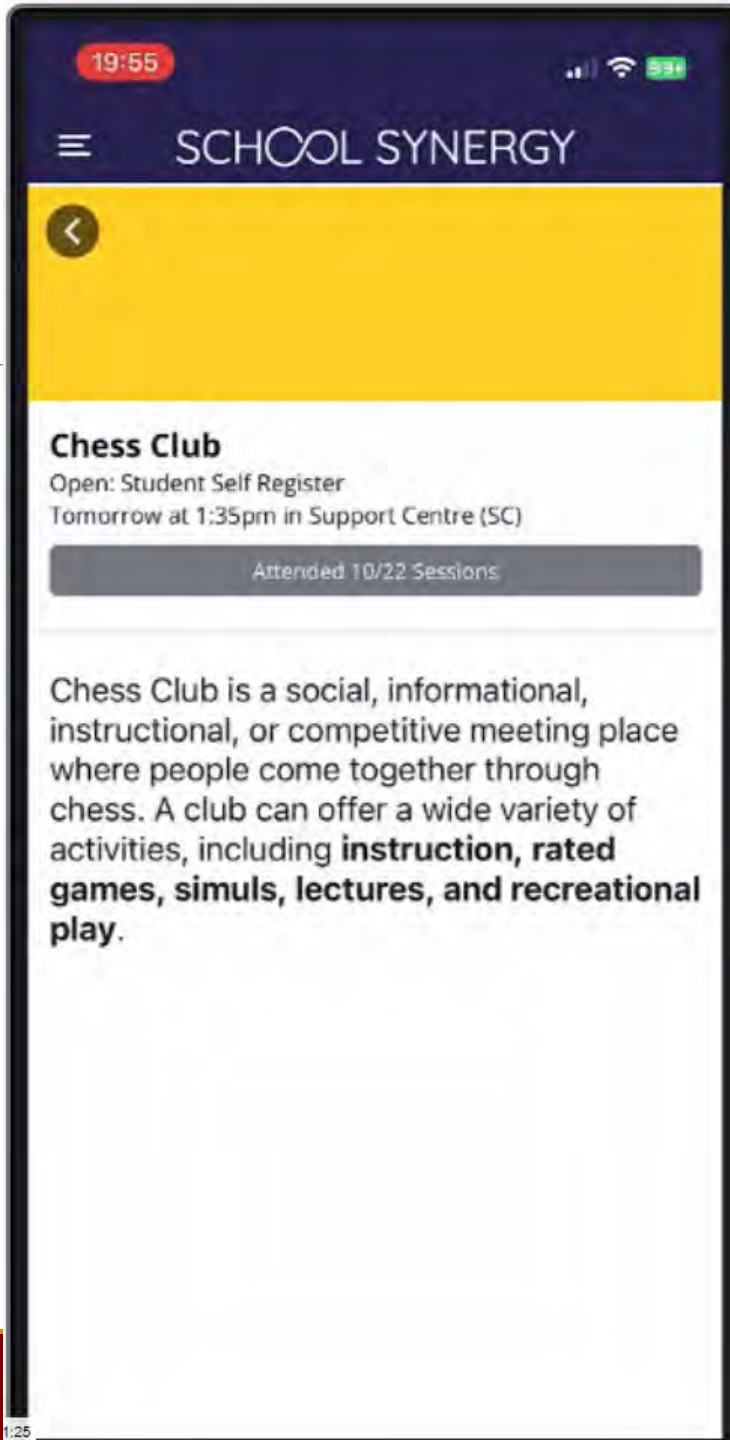 19:55
99+
SCHOOL SYNERGY
Chess Club
Open: Student Self Register
Tomorrow at 1:35pm in Support Centre (SC)
Attended 10/22 Sessions
Chess Club is a social, informational,
instructional, or competitive meeting place
where people come together through
chess. A club can offer a wide variety of
activities, including instruction, rated
games, simuls, lectures, and recreational
play.
1:25